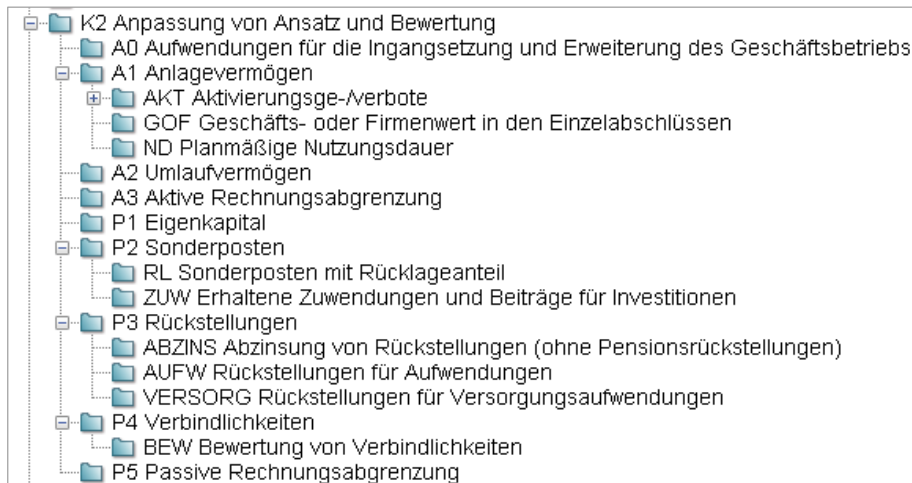 K2 Anpassung von Ansatz und Bewertung
A0 Aufwendungen für die Ingangsetzung und Erweiterung des Geschäftsbetriebs
A1 Anlagevermögen
AKT Aktivierungsge-/verbote
GOF Geschäfts- oder Firmenwert in den Einzelabschlüssen
ND Planmäßige Nutzungsdauer
A2 Umlaufvermögen
A3 Aktive Rechnungsabgrenzung
P1 Eigenkapital
P2 Sonderposten
RL Sonderposten mit Rücklageanteil
ZUW Erhaltene Zuwendungen und Beiträge für Investitionen
P3 Rückstellungen
ABZINS Abzinsung von Rückstellungen (ohne Pensionsrückstellungen)
AUFW Rückstellungen für Aufwendungen
VERSORG Rückstellungen für Versorgungsaufwendungen
P4 Verbindlichkeiten
BEW Bewertung von Verbindlichkeiten
P5 Passive Rechnungsabgrenzung